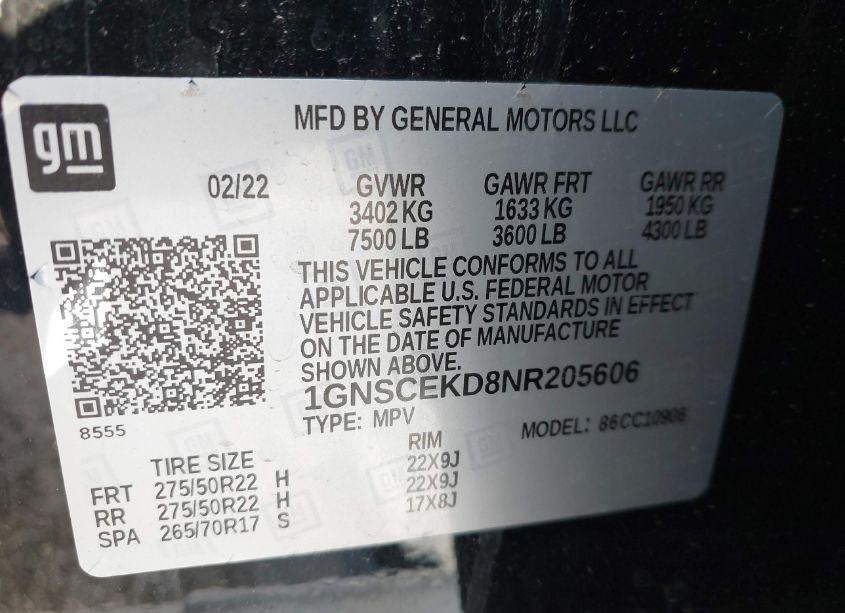 gm
MFD BY GENERAL MOTORS LLC
02/22
GVWR GAWR FRT GAWR RR
3402 KG 1633 KG 1950 KG
7500 LB 3600 LB 4300 LB
THIS VEHICLE CONFORMS TO ALL
APPLICABLE U.S. FEDERAL MOTOR
VEHICLE SAFETY STANDARDS IN EFFECT
ON THE DATE OF MANUFACTURE
SHOWN ABOVE.
1GNSCEKD8NR205606
TYPE: MPV MODEL: 86CC10906
8555
TIRE SIZE RIM
FRT 275/50R22 H 22X9J
RR 275/50R22 H 22X9J
SPA 265/70R17 S 17X8J